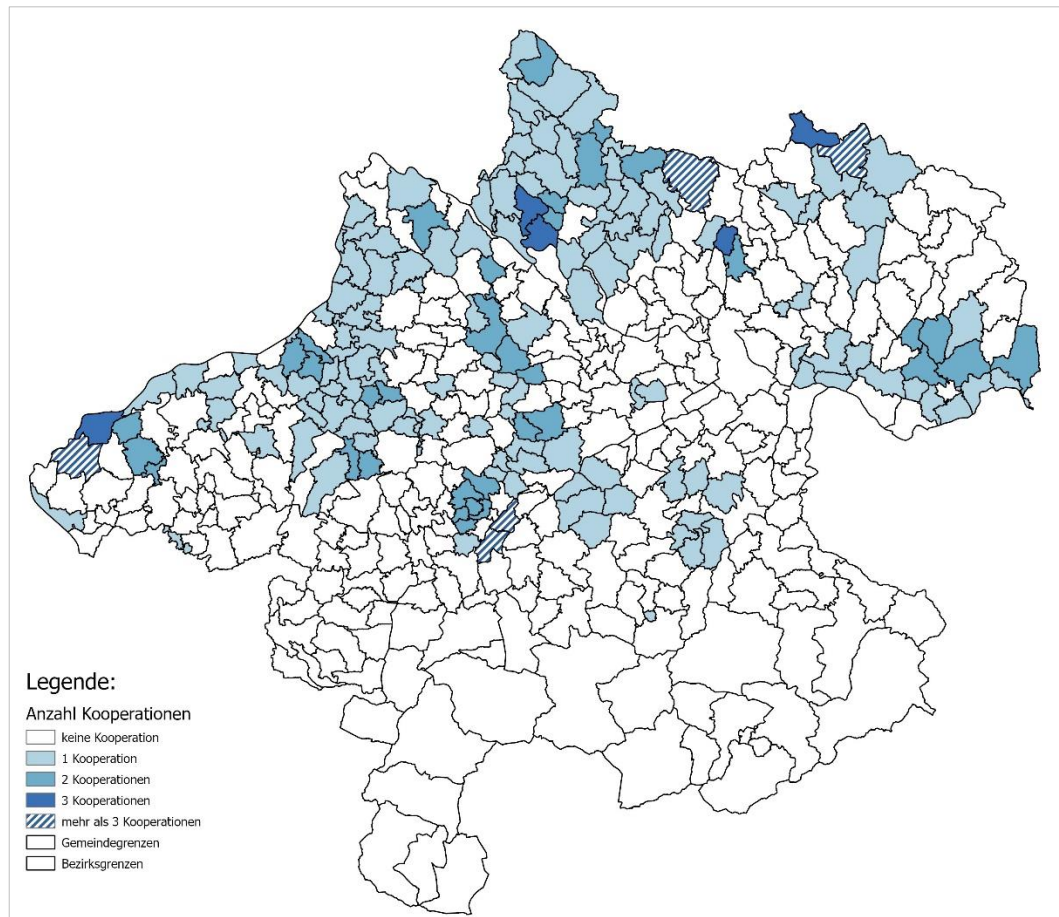 Legende:
Anzahl Kooperationen
keine Kooperation
1 Kooperation
2 Kooperationen
3 Kooperationen
mehr als 3 Kooperationen
Gemeindegrenzen
Bezirksgrenzen